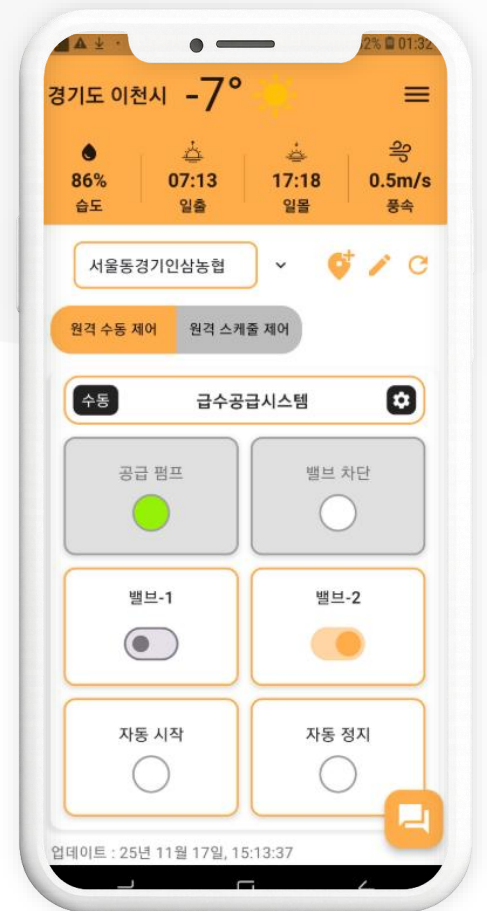 2% 01:32
경기도 이천시 -7°
86% 07:13 17:18 0.5m/s
습도 일출 일몰 풍속
서울동경기인삼농협
원격 수동 제어 원격 스케줄 제어
수동 급수공급시스템
공급 펌프 밸브 차단
밸브-1 밸브-2
자동 시작 자동 정지
업데이트 : 25년 11월 17일, 15:13:37